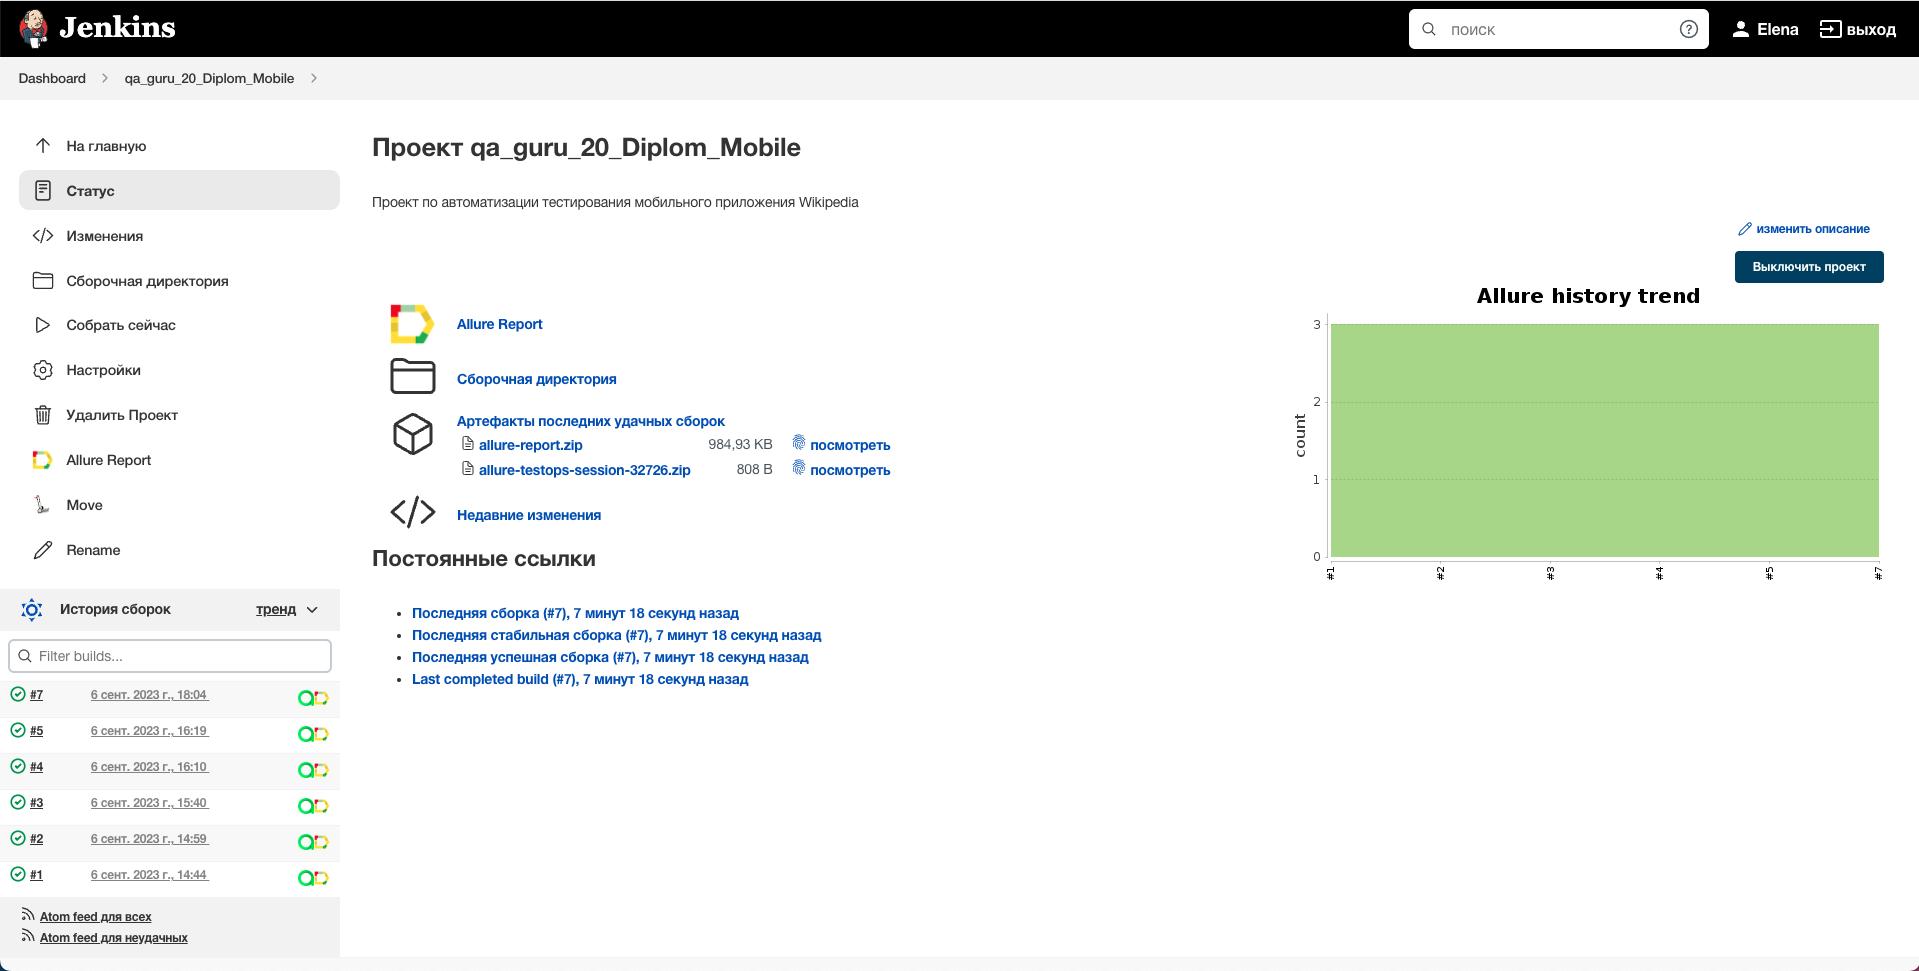 Jenkins
поиск
Elena
выход
Dashboard
qa_guru_20_Diplom_Mobile
На главную
Статус
Изменения
Сборочная директория
Собрать сейчас
Настройки
Удалить Проект
Allure Report
Move
Rename
История сборок
тренд
Filter builds...
#7 6 сент. 2023 г., 18:04
#5 6 сент. 2023 г., 16:19
#4 6 сент. 2023 г., 16:10
#3 6 сент. 2023 г., 15:40
#2 6 сент. 2023 г., 14:59
#1 6 сент. 2023 г., 14:44
Atom feed для всех
Atom feed для неудачных
Проект qa_guru_20_Diplom_Mobile
Проект по автоматизации тестирования мобильного приложения Wikipedia
изменить описание
Выключить проект
Allure Report
Сборочная директория
Артефакты последних удачных сборок
allure-report.zip 984,93 KB посмотреть
allure-testops-session-32726.zip 808 B посмотреть
Недавние изменения
Постоянные ссылки
Последняя сборка (#7), 7 минут 18 секунд назад
Последняя стабильная сборка (#7), 7 минут 18 секунд назад
Последняя успешная сборка (#7), 7 минут 18 секунд назад
Last completed build (#7), 7 минут 18 секунд назад
Allure history trend
count
3
2
1
0
#1 #2 #3 #4 #5 #7